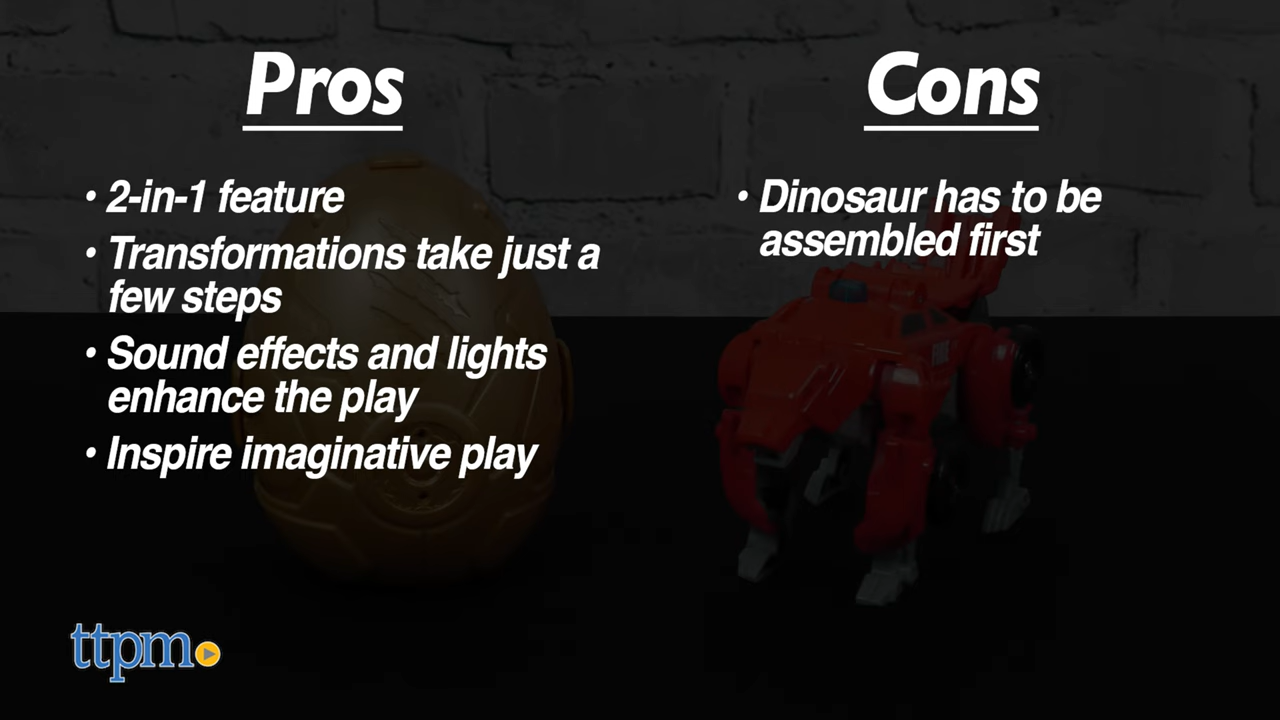 Pros
• 2-in-1 feature
• Transformations take just a
few steps
• Sound effects and lights
enhance the play
• Inspire imaginative play
Cons
• Dinosaur has to be
assembled first
FIRE
ttpm